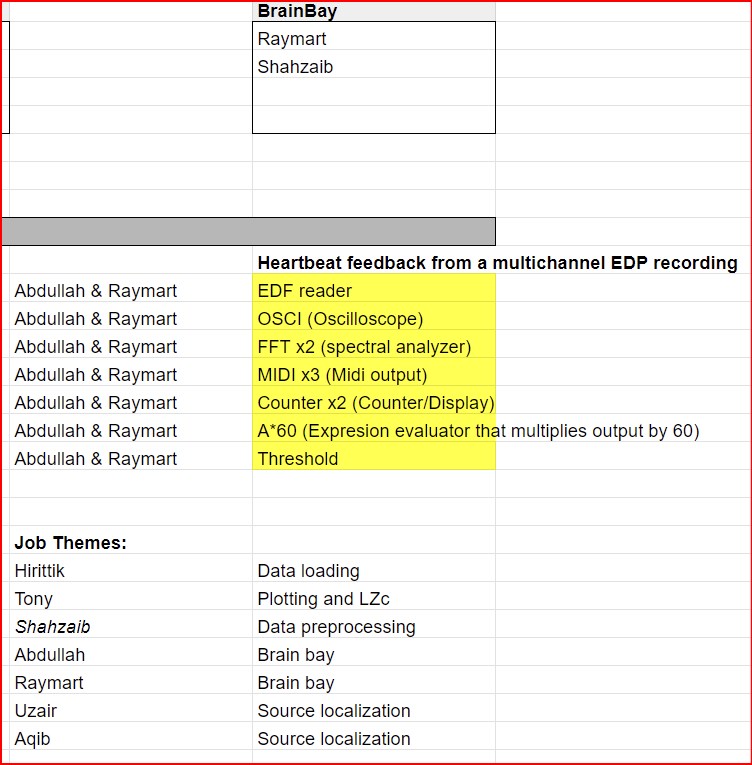 BrainBay
Raymart
Shahzaib
Heartbeat feedback from a multichannel EDP recording
Abdullah & Raymart EDF reader
Abdullah & Raymart OSCI (Oscilloscope)
Abdullah & Raymart FFT x2 (spectral analyzer)
Abdullah & Raymart MIDI x3 (Midi output)
Abdullah & Raymart Counter x2 (Counter/Display)
Abdullah & Raymart A*60 (Expresion evaluator that multiplies output by 60)
Abdullah & Raymart Threshold
Job Themes:
Hirittik Data loading
Tony Plotting and LZc
Shahzaib Data preprocessing
Abdullah Brain bay
Raymart Brain bay
Uzair Source localization
Aqib Source localization